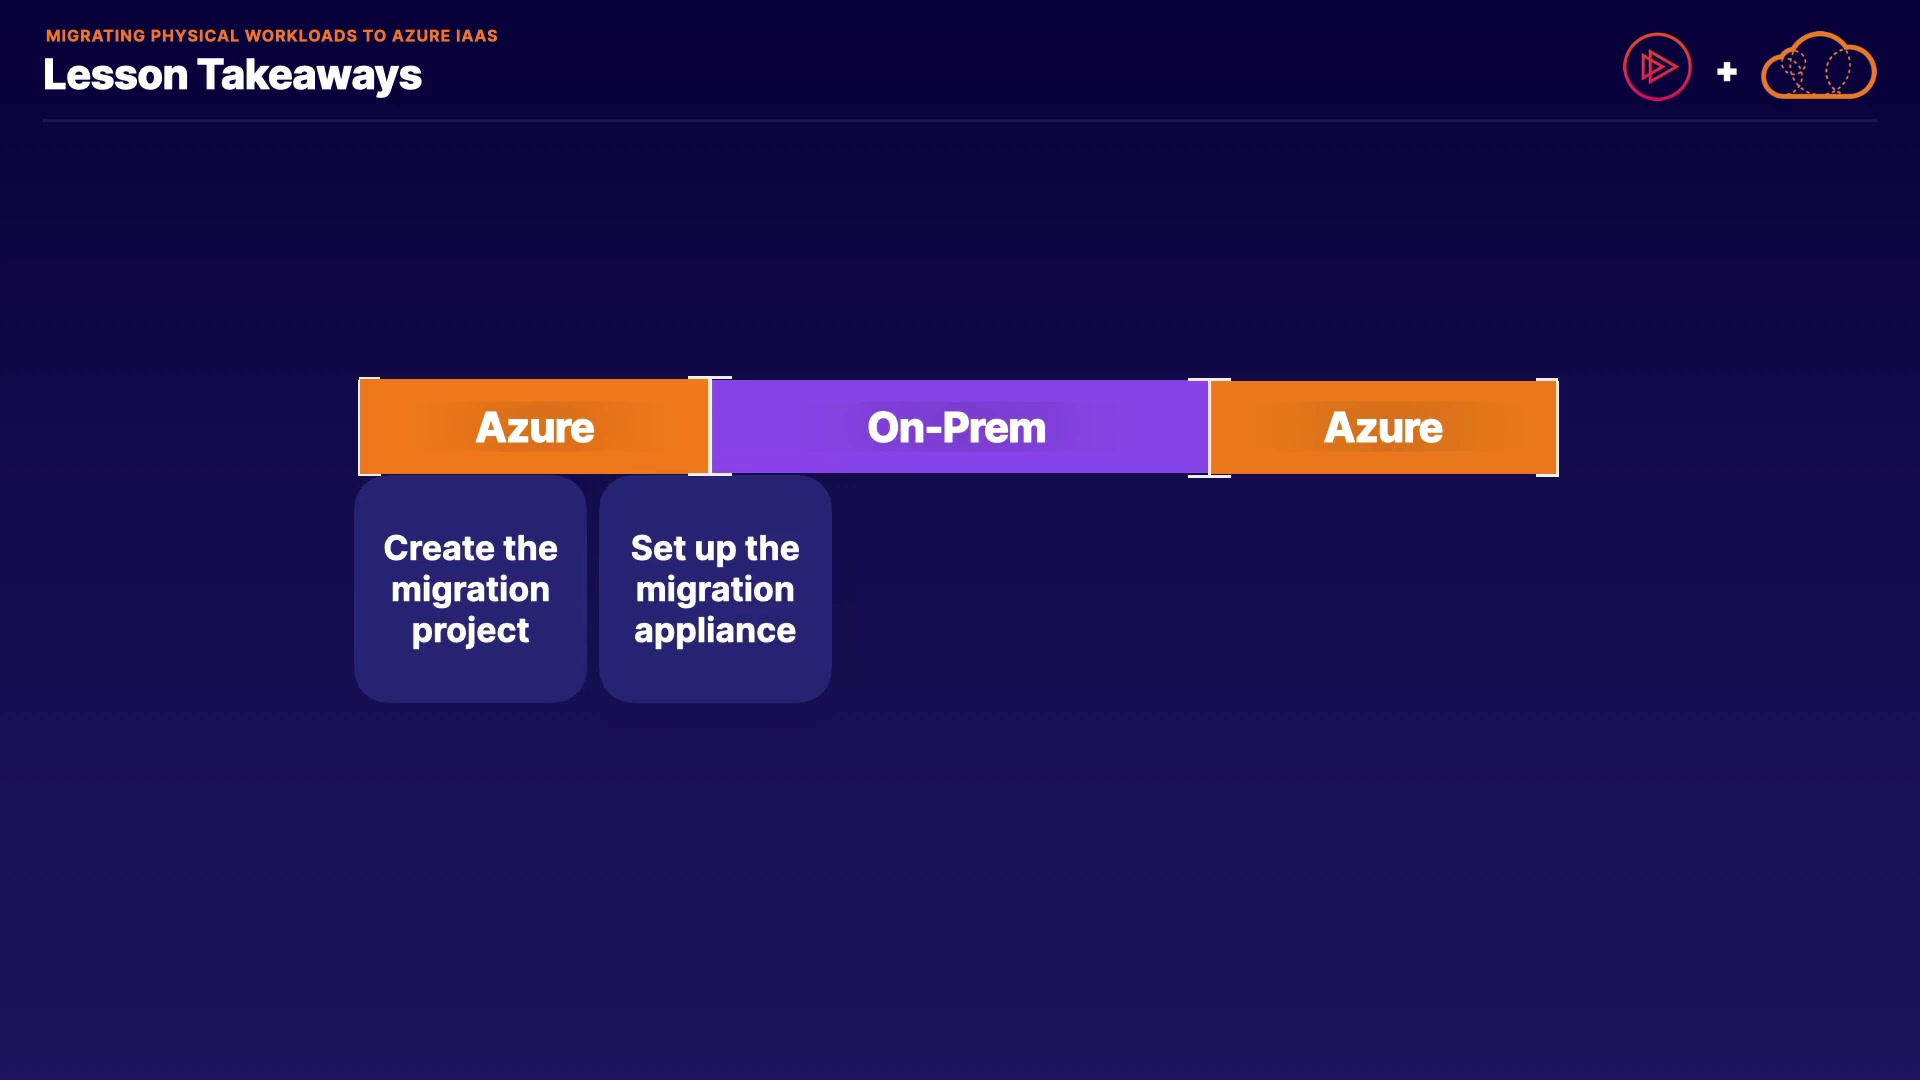 MIGRATING PHYSICAL WORKLOADS TO AZURE IAAS
Lesson Takeaways
Azure
On-Prem
Azure
Create the
migration
project
Set up the
migration
appliance